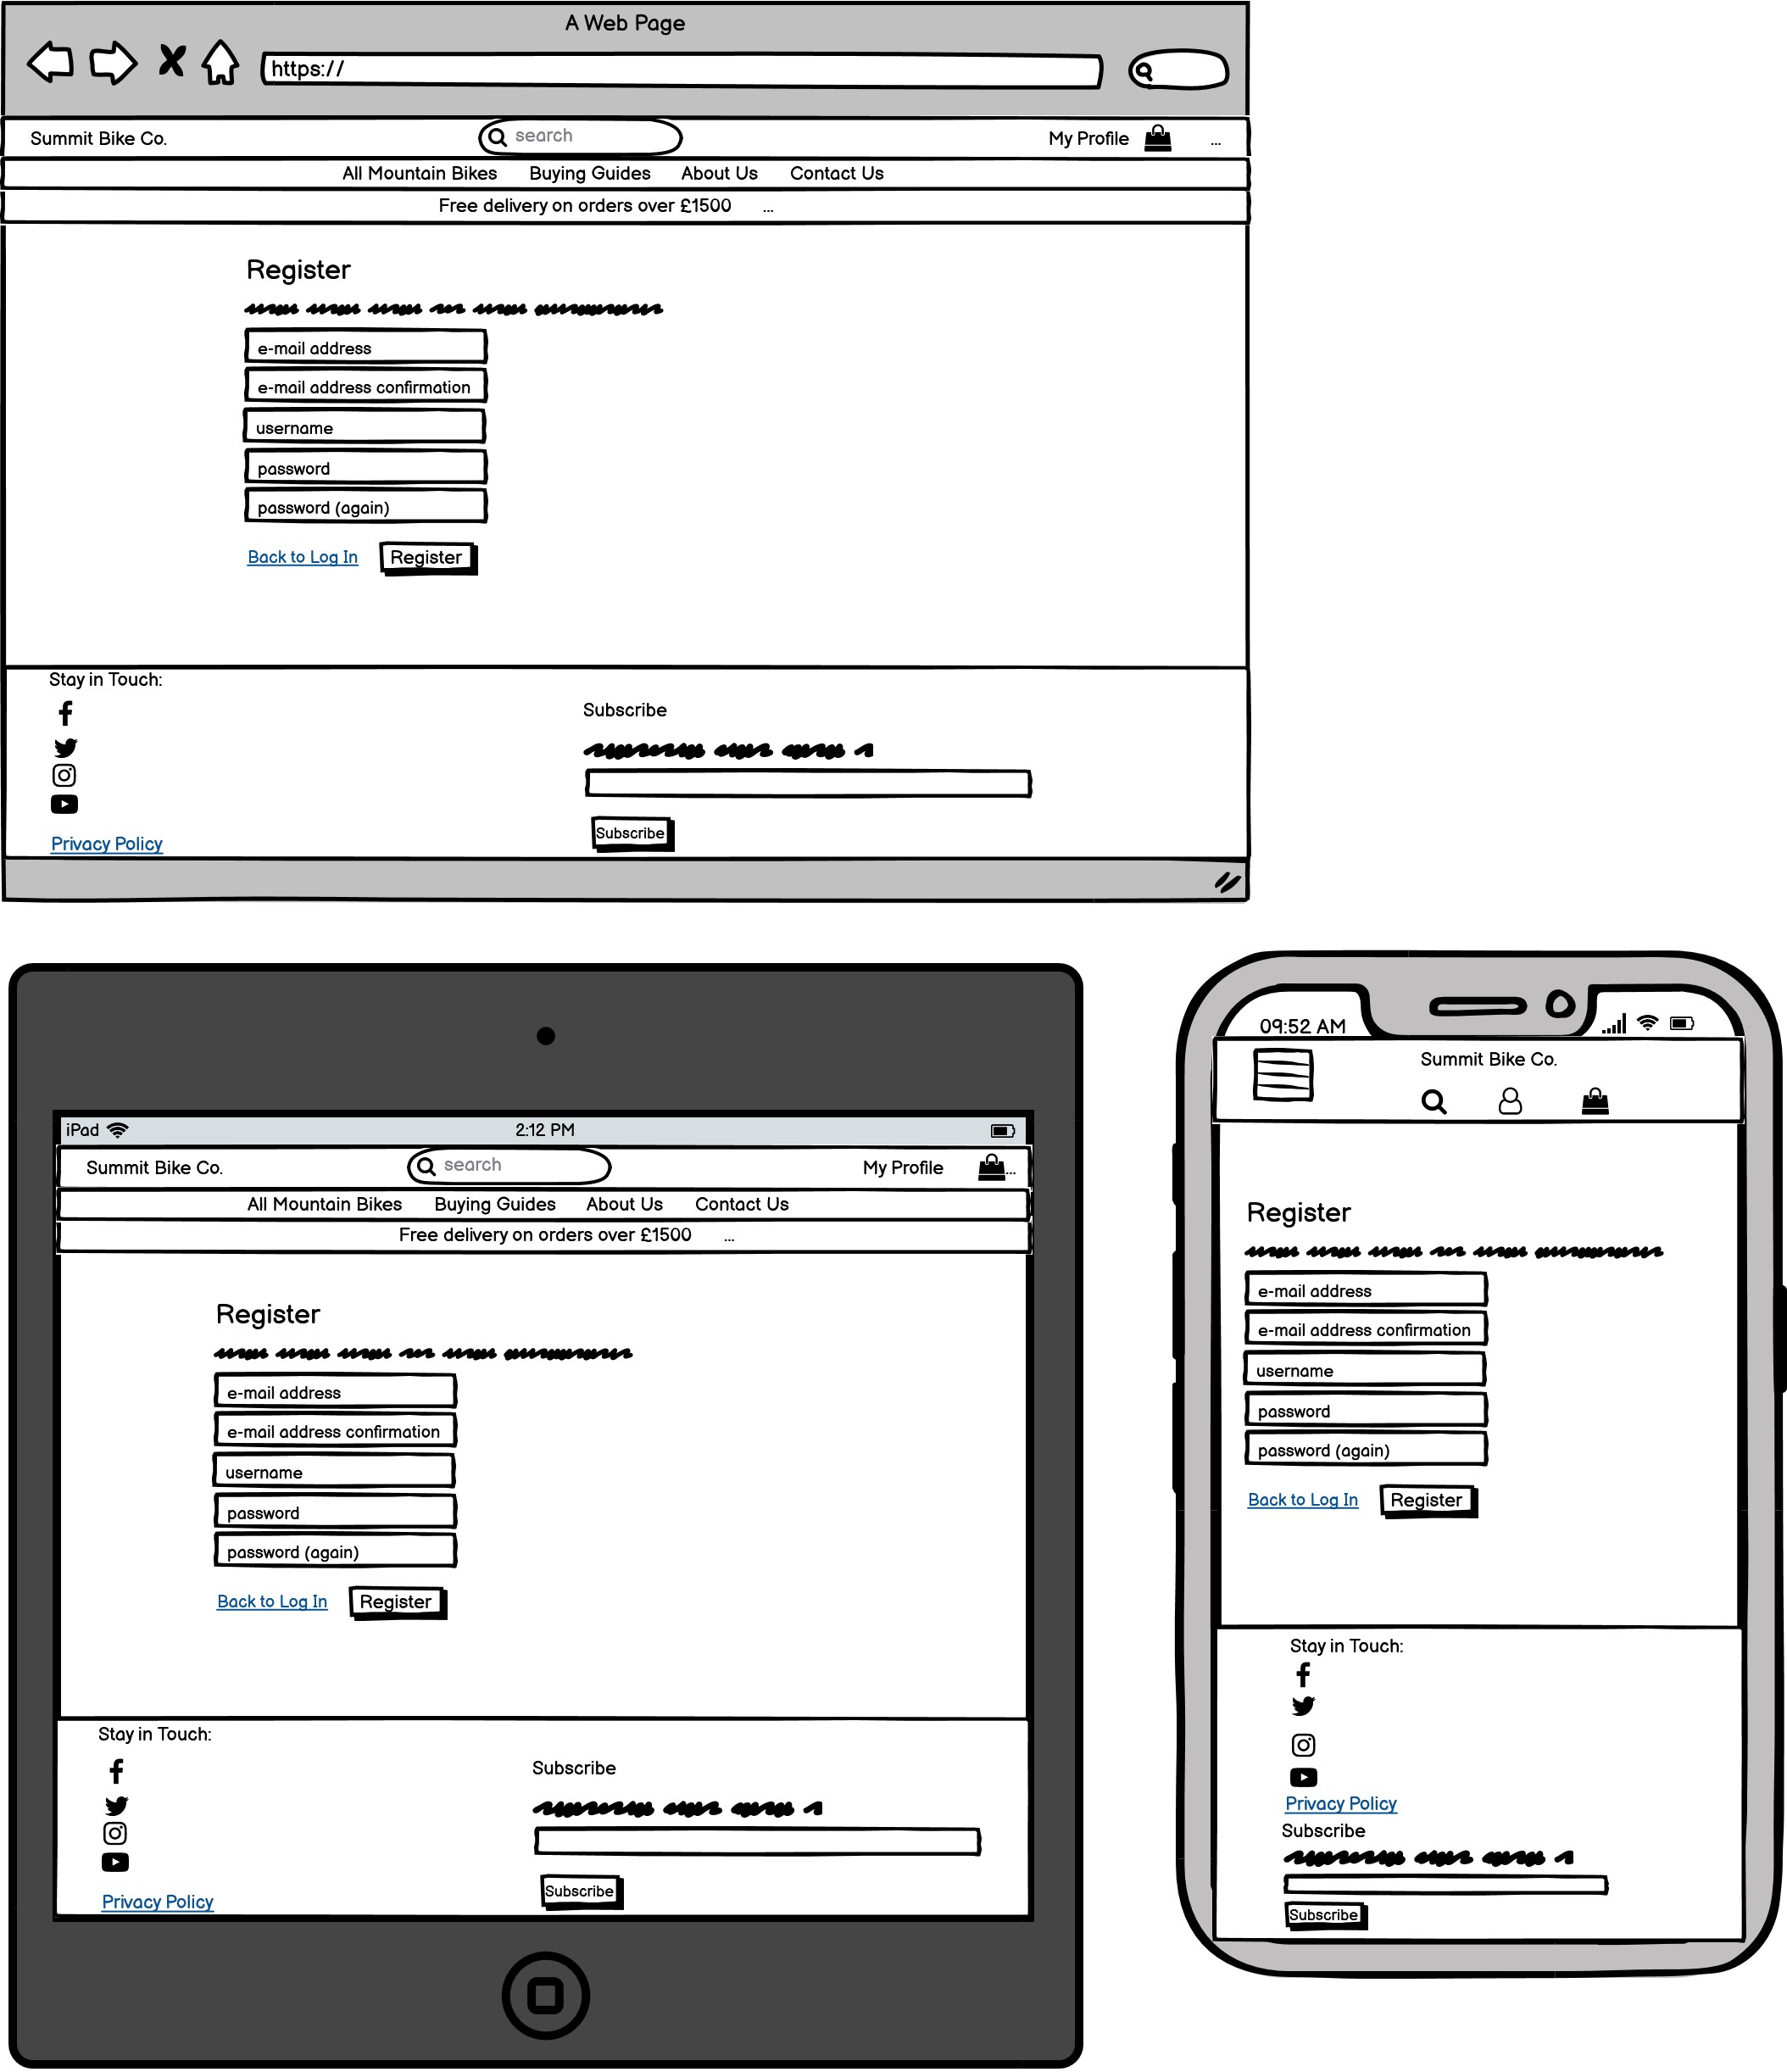 A Web Page
https://
Summit Bike Co. search My Profile ...
All Mountain Bikes Buying Guides About Us Contact Us
Free delivery on orders over £1500 ...
Register
e-mail address
e-mail address confirmation
username
password
password (again)
Back to Log In Register
Stay in Touch:
Subscribe
Subscribe
Privacy Policy
iPad 2:12 PM
Summit Bike Co. search My Profile ...
All Mountain Bikes Buying Guides About Us Contact Us
Free delivery on orders over £1500 ...
Register
e-mail address
e-mail address confirmation
username
password
password (again)
Back to Log In Register
Stay in Touch:
Subscribe
Subscribe
Privacy Policy
09:52 AM
Summit Bike Co.
Register
e-mail address
e-mail address confirmation
username
password
password (again)
Back to Log In Register
Stay in Touch:
Privacy Policy
Subscribe
Subscribe